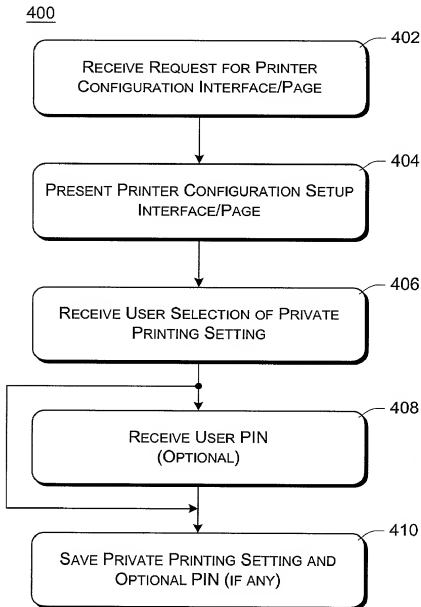 400
402
RECEIVE REQUEST FOR PRINTER
CONFIGURATION INTERFACE/PAGE
404
PRESENT PRINTER CONFIGURATION SETUP
INTERFACE/PAGE
406
RECEIVE USER SELECTION OF PRIVATE
PRINTING SETTING
408
RECEIVE USER PIN
(OPTIONAL)
410
SAVE PRIVATE PRINTING SETTING AND
OPTIONAL PIN (IF ANY)